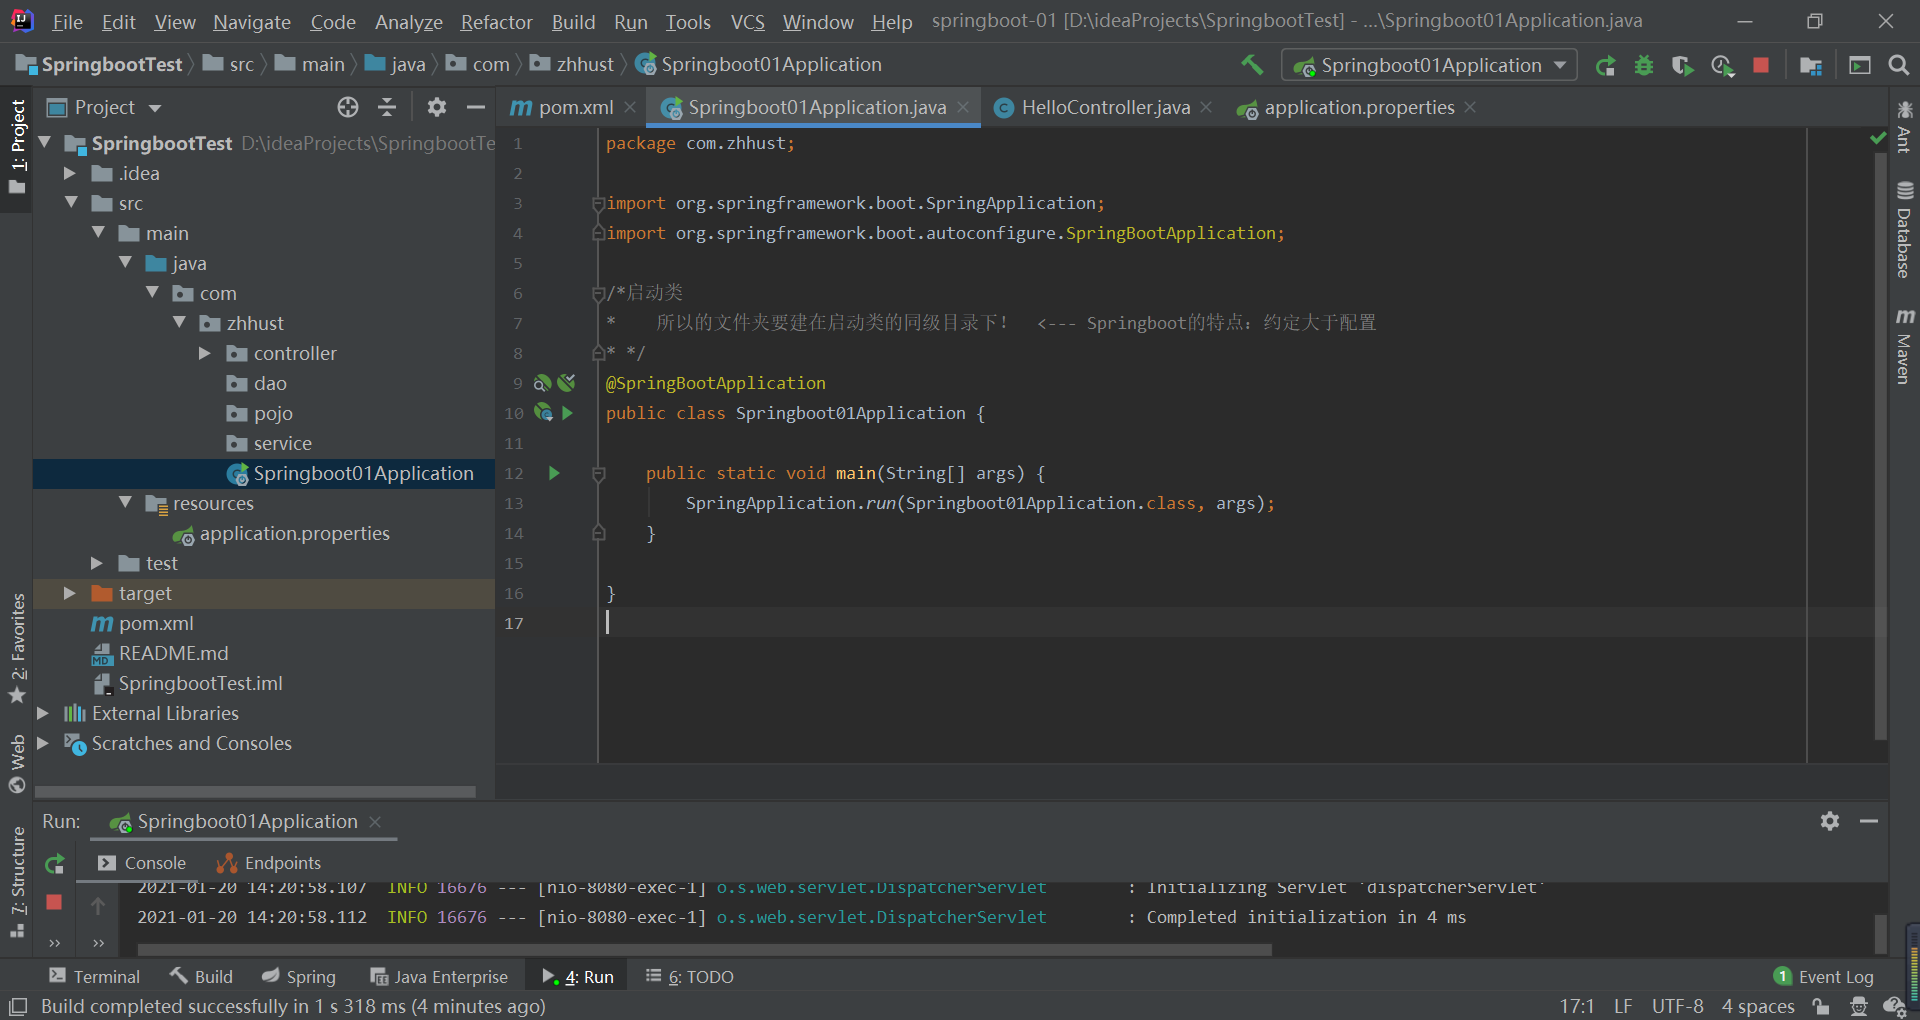 File Edit View Navigate Code Analyze Refactor Build Run Tools VCS Window Help springboot-01 [D:\ideaProjects\SpringbootTest] - ...\Springboot01Application.java
SpringbootTest src main java com zhhust Springboot01Application Springboot01Application
1: Project
Project
pom.xml Springboot01Application.java HelloController.java application.properties
SpringbootTest D:\ideaProjects\SpringbootTe
.idea
src
main
java
com
zhhust
controller
dao
pojo
service
Springboot01Application
resources
application.properties
test
target
pom.xml
README.md
SpringbootTest.iml
External Libraries
Scratches and Consoles
1 package com.zhhust;
2
3 import org.springframework.boot.SpringApplication;
4 import org.springframework.boot.autoconfigure.SpringBootApplication;
5
6 /*启动类
7 * 所以的文件夹要建在启动类的同级目录下！ <--- Springboot的特点：约定大于配置
8 * */
9 @SpringBootApplication
10 public class Springboot01Application {
11
12 public static void main(String[] args) {
13 SpringApplication.run(Springboot01Application.class, args);
14 }
15
16 }
17
Ant
Database
Maven
2: Favorites
Web
7: Structure
Run: Springboot01Application
Console Endpoints
2021-01-20 14:20:58.107 INFO 16676 --- [nio-8080-exec-1] o.s.web.servlet.DispatcherServlet : Initializing Servlet 'dispatcherServlet'
2021-01-20 14:20:58.112 INFO 16676 --- [nio-8080-exec-1] o.s.web.servlet.DispatcherServlet : Completed initialization in 4 ms
Terminal Build Spring Java Enterprise 4: Run 6: TODO 1 Event Log
Build completed successfully in 1 s 318 ms (4 minutes ago) 17:1 LF UTF-8 4 spaces